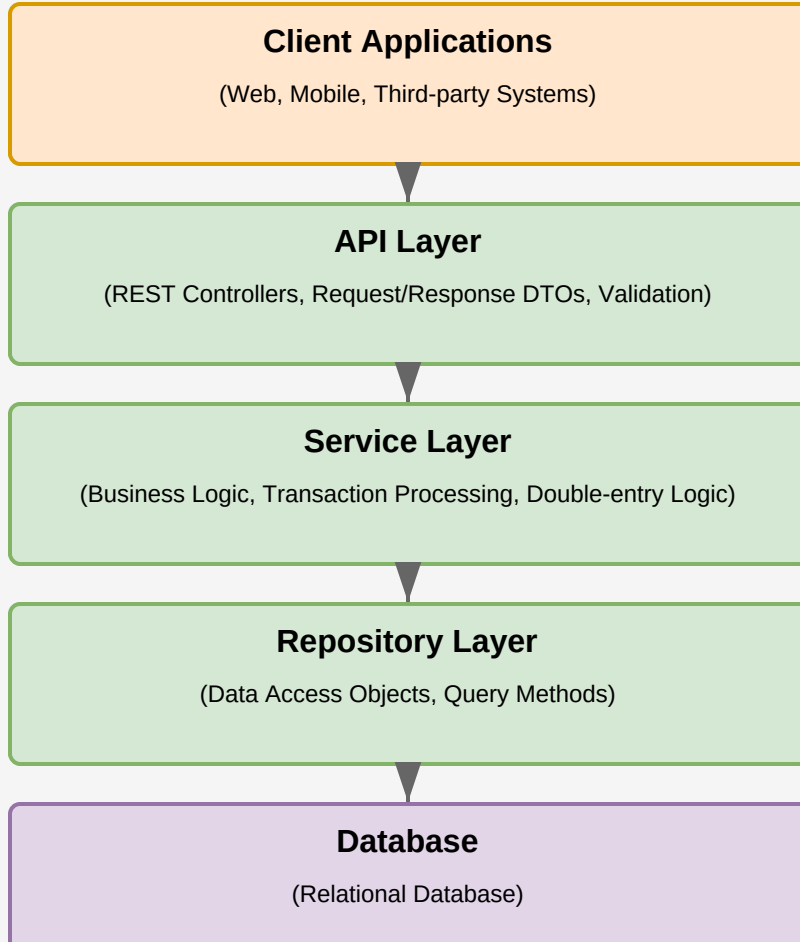 Client Applications
(Web, Mobile, Third-party Systems)
API Layer
(REST Controllers, Request/Response DTOs, Validation)
Service Layer
(Business Logic, Transaction Processing, Double-entry Logic)
Repository Layer
(Data Access Objects, Query Methods)
Database
(Relational Database)